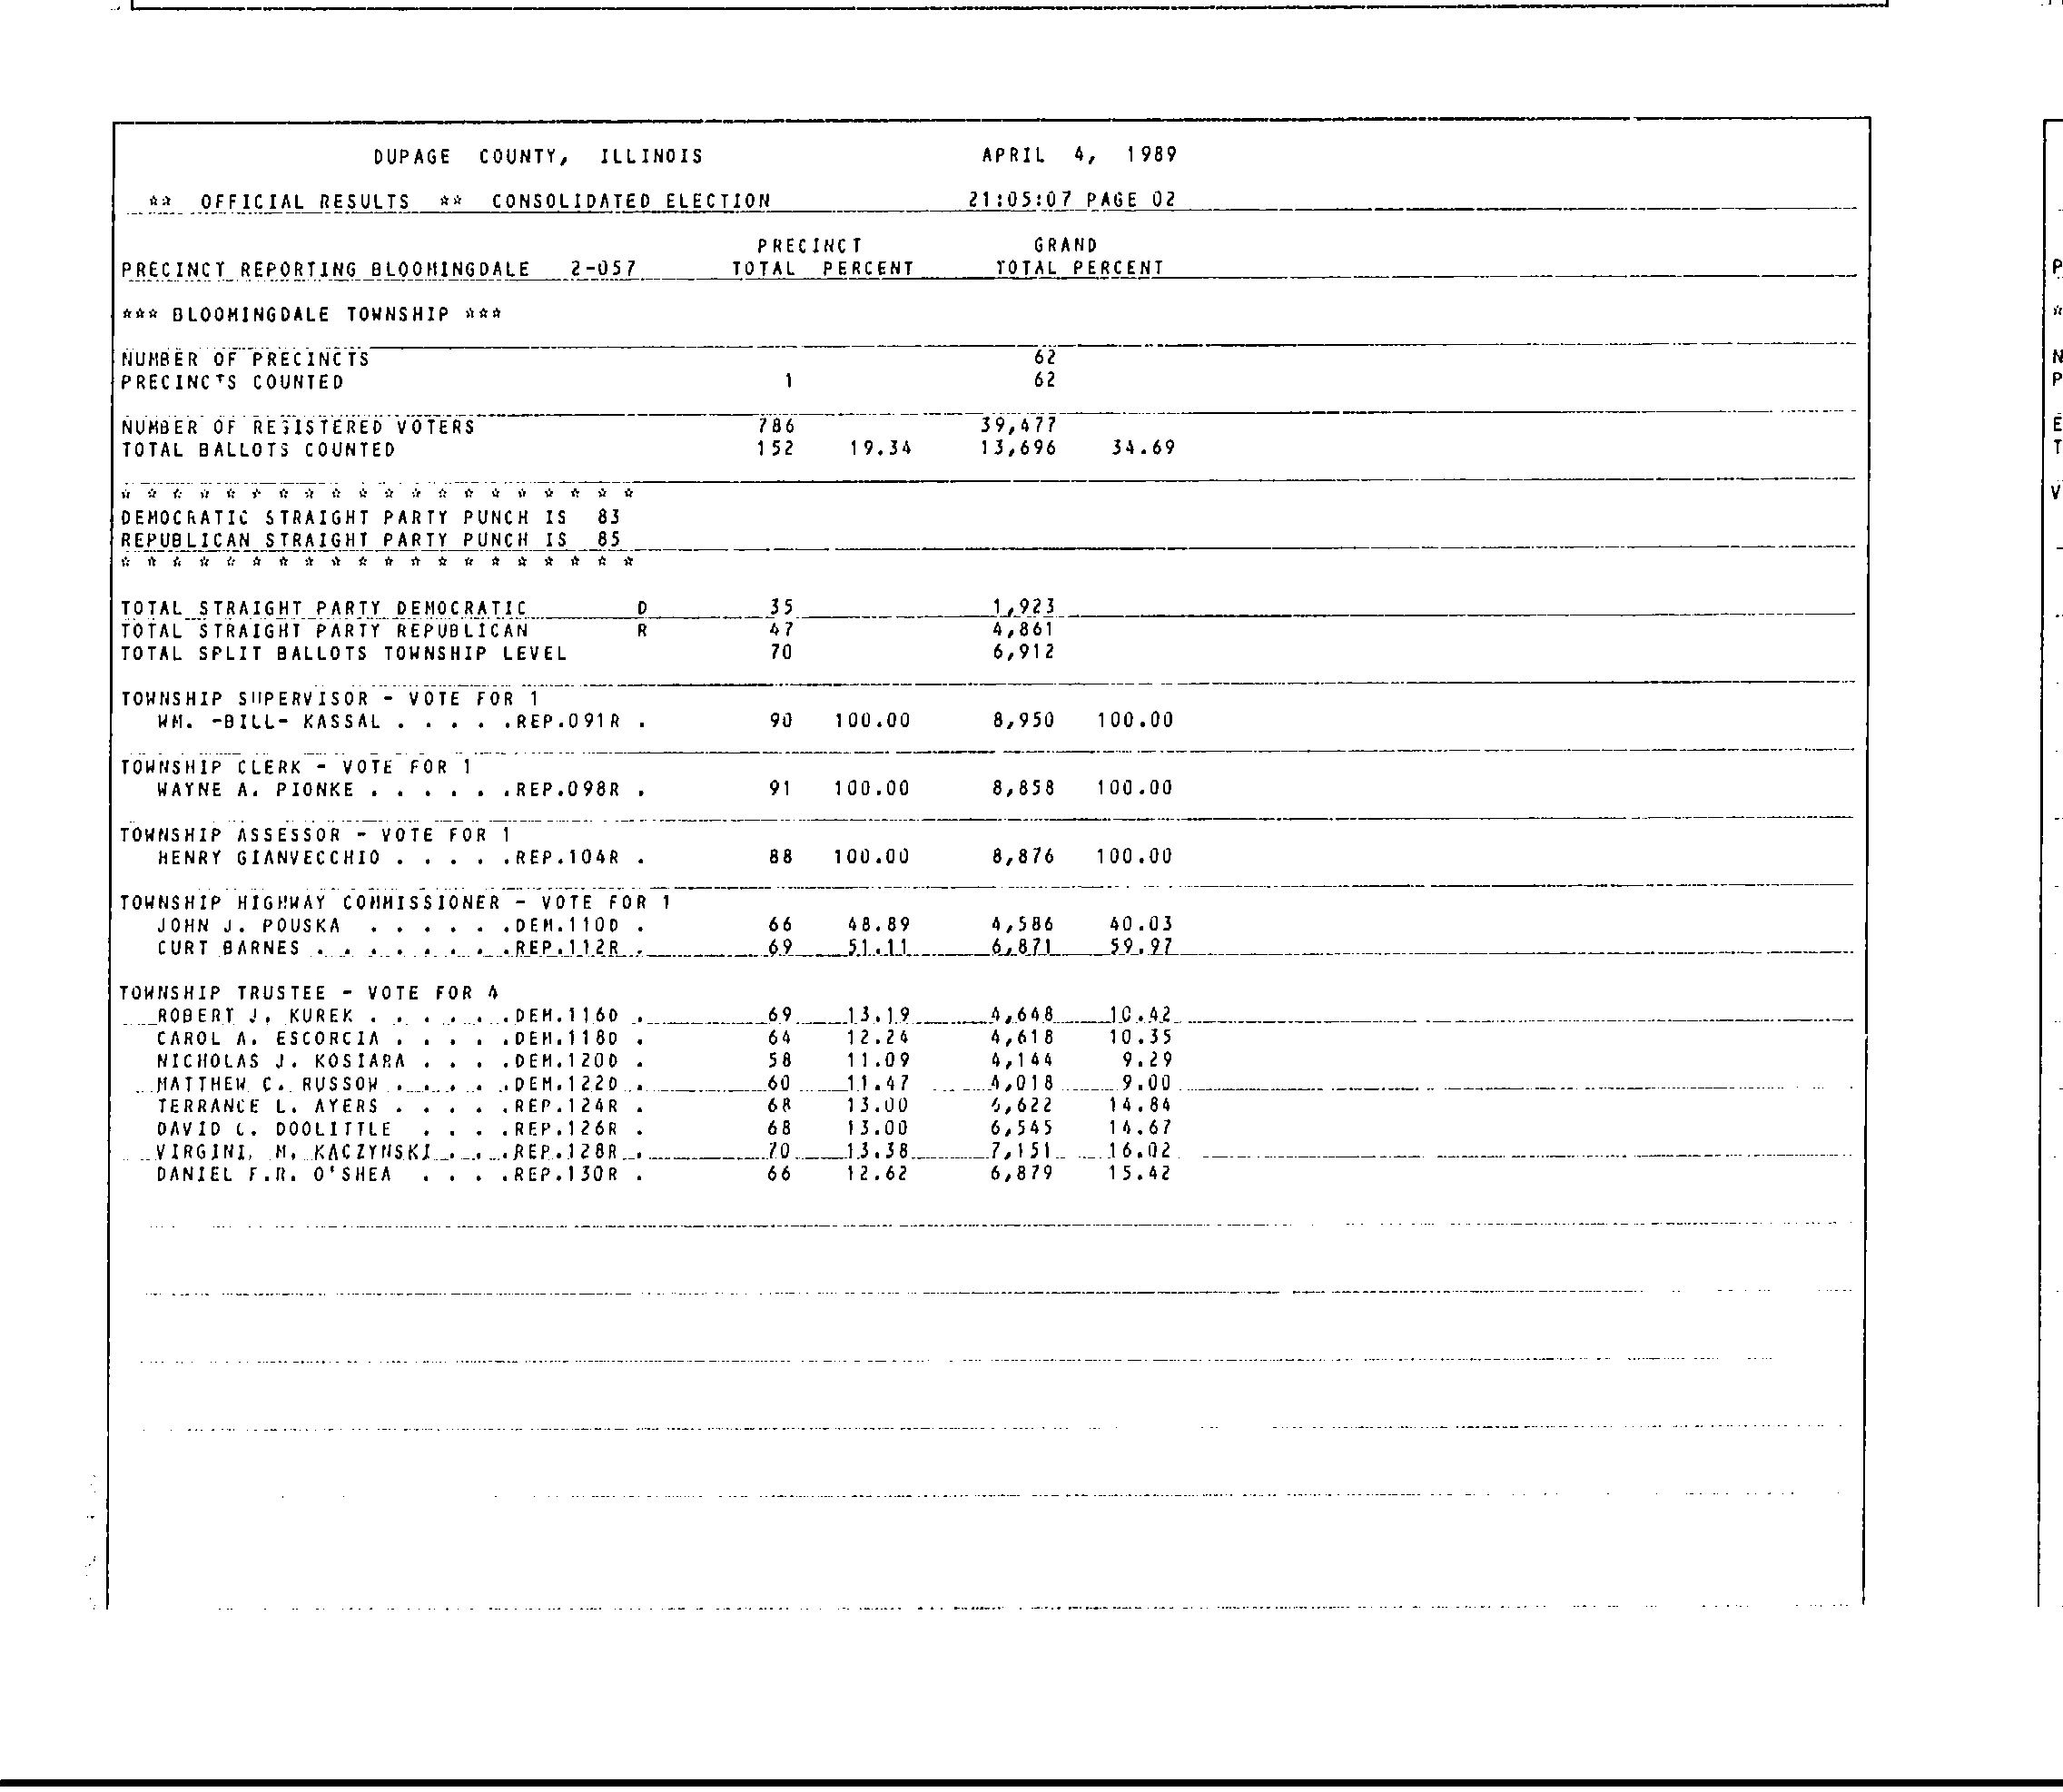 DUPAGE COUNTY, ILLINOIS APRIL 4, 1989
** OFFICIAL RESULTS ** CONSOLIDATED ELECTION 21:05:07 PAGE 02
PRECINCT GRAND
PRECINCT REPORTING BLOOMINGDALE 2-057 TOTAL PERCENT TOTAL PERCENT
*** BLOOMINGDALE TOWNSHIP ***
NUMBER OF PRECINCTS 62
PRECINCTS COUNTED 1 62
NUMBER OF REGISTERED VOTERS 786 39,477
TOTAL BALLOTS COUNTED 152 19.34 13,696 34.69
* * * * * * * * * * * * * * * * * * * *
DEMOCRATIC STRAIGHT PARTY PUNCH IS 83
REPUBLICAN STRAIGHT PARTY PUNCH IS 85
* * * * * * * * * * * * * * * * * * * *
TOTAL STRAIGHT PARTY DEMOCRATIC D 35 1,923
TOTAL STRAIGHT PARTY REPUBLICAN R 47 4,861
TOTAL SPLIT BALLOTS TOWNSHIP LEVEL 70 6,912
TOWNSHIP SUPERVISOR - VOTE FOR 1
WM. -BILL- KASSAL . . . . .REP.091R . 90 100.00 8,950 100.00
TOWNSHIP CLERK - VOTE FOR 1
WAYNE A. PIONKE . . . . . .REP.098R . 91 100.00 8,858 100.00
TOWNSHIP ASSESSOR - VOTE FOR 1
HENRY GIANVECCHIO . . . . .REP.104R . 88 100.00 8,876 100.00
TOWNSHIP HIGHWAY COMMISSIONER - VOTE FOR 1
JOHN J. POUSKA . . . . . .DEM.110D . 66 48.89 4,586 40.03
CURT BARNES . . . . . . . .REP.112R . 69 51.11 6,871 59.97
TOWNSHIP TRUSTEE - VOTE FOR 4
ROBERT J. KUREK . . . . . .DEM.116D . 69 13.19 4,648 10.42
CAROL A. ESCORCIA . . . . .DEM.118D . 64 12.24 4,618 10.35
NICHOLAS J. KOSIARA . . . .DEM.120D . 58 11.09 4,144 9.29
MATTHEW C. RUSSOW . . . . .DEM.122D . 60 11.47 4,018 9.00
TERRANCE L. AYERS . . . . .REP.124R . 68 13.00 6,622 14.84
DAVID C. DOOLITTLE . . . .REP.126R . 68 13.00 6,545 14.67
VIRGINI. M. KACZYNSKI . . .REP.128R . 70 13.38 7,151 16.02
DANIEL F.R. O'SHEA . . . .REP.130R . 66 12.62 6,879 15.42